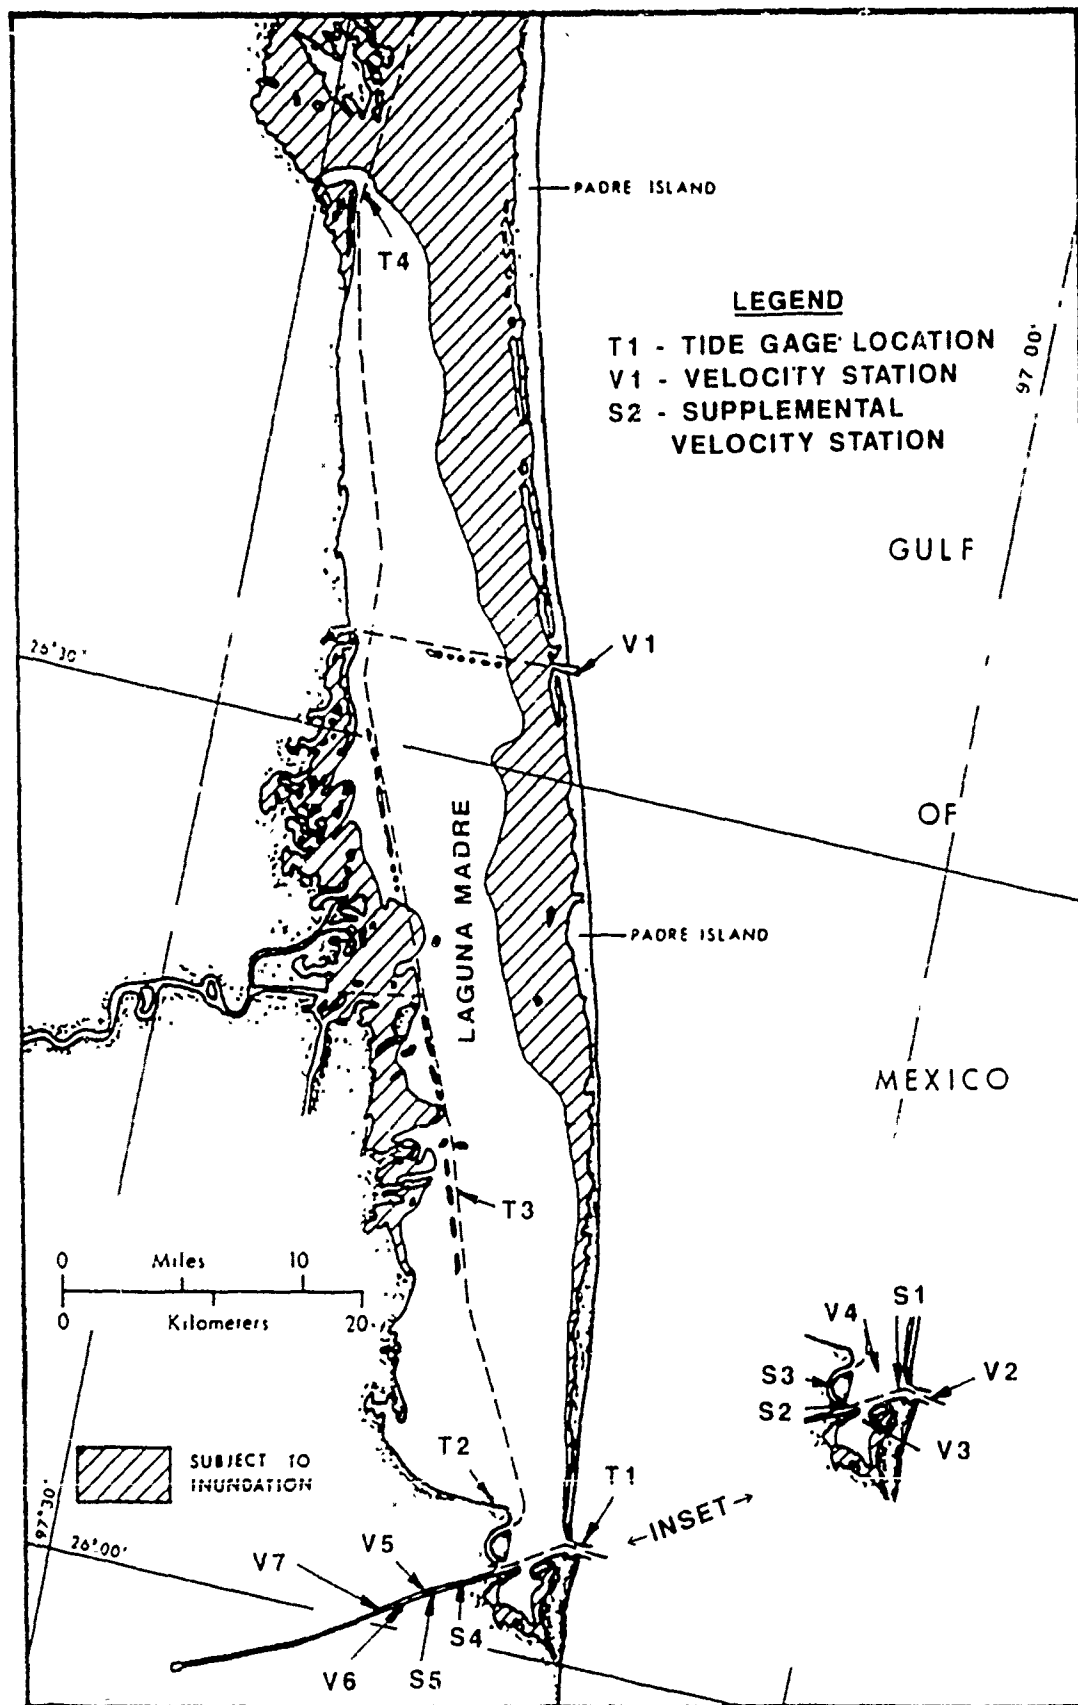 PADRE ISLAND
T4
LEGEND
T1 - TIDE GAGE LOCATION
V1 - VELOCITY STATION
S2 - SUPPLEMENTAL
VELOCITY STATION
97 00'
GULF
V1
26°30'
OF
LAGUNA MADRE
PADRE ISLAND
MEXICO
T3
0 Miles 10
0 Kilometers 20
S1
V4
S3
V2
S2
V3
SUBJECT TO
INUNDATION
T2
T1
←INSET→
97°30'
26°00'
V5
V7
S4
V6
S5